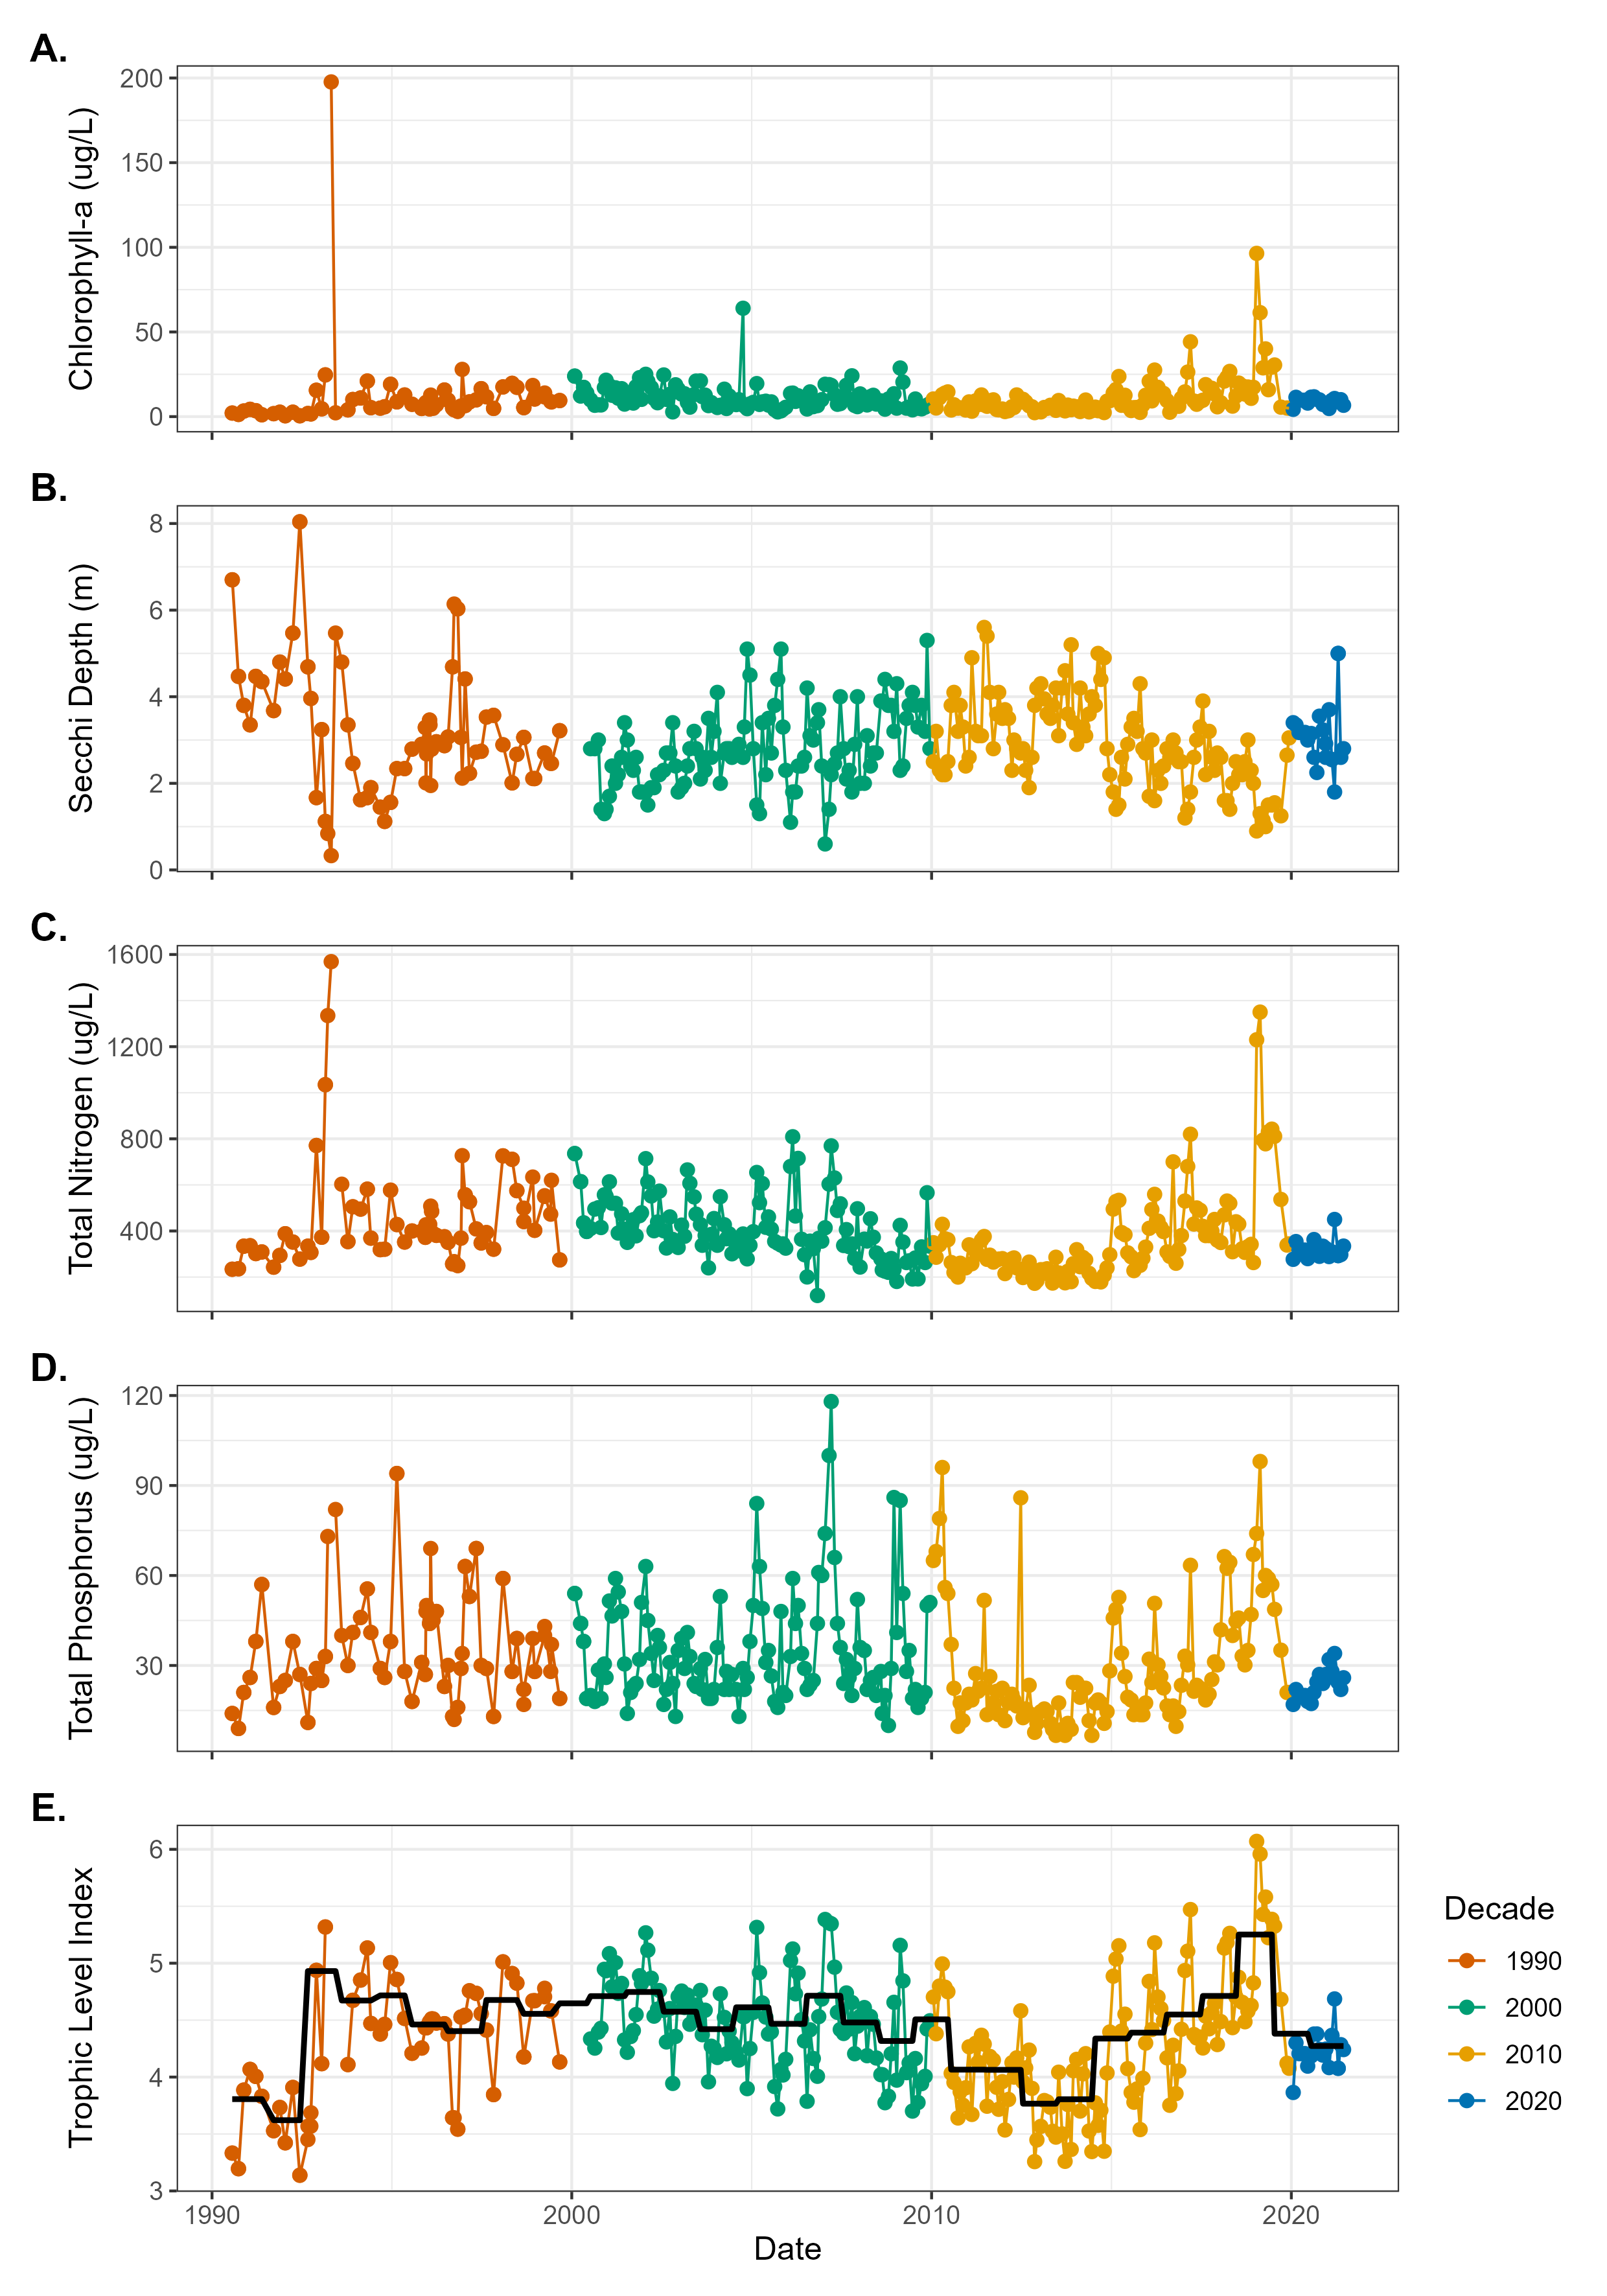 A.
Chlorophyll-a (ug/L)
200
150
100
50
0
B.
Secchi Depth (m)
8
6
4
2
0
C.
Total Nitrogen (ug/L)
1600
1200
800
400
D.
Total Phosphorus (ug/L)
120
90
60
30
E.
Trophic Level Index
6
5
4
3
1990 2000 2010 2020
Date
Decade
1990
2000
2010
2020